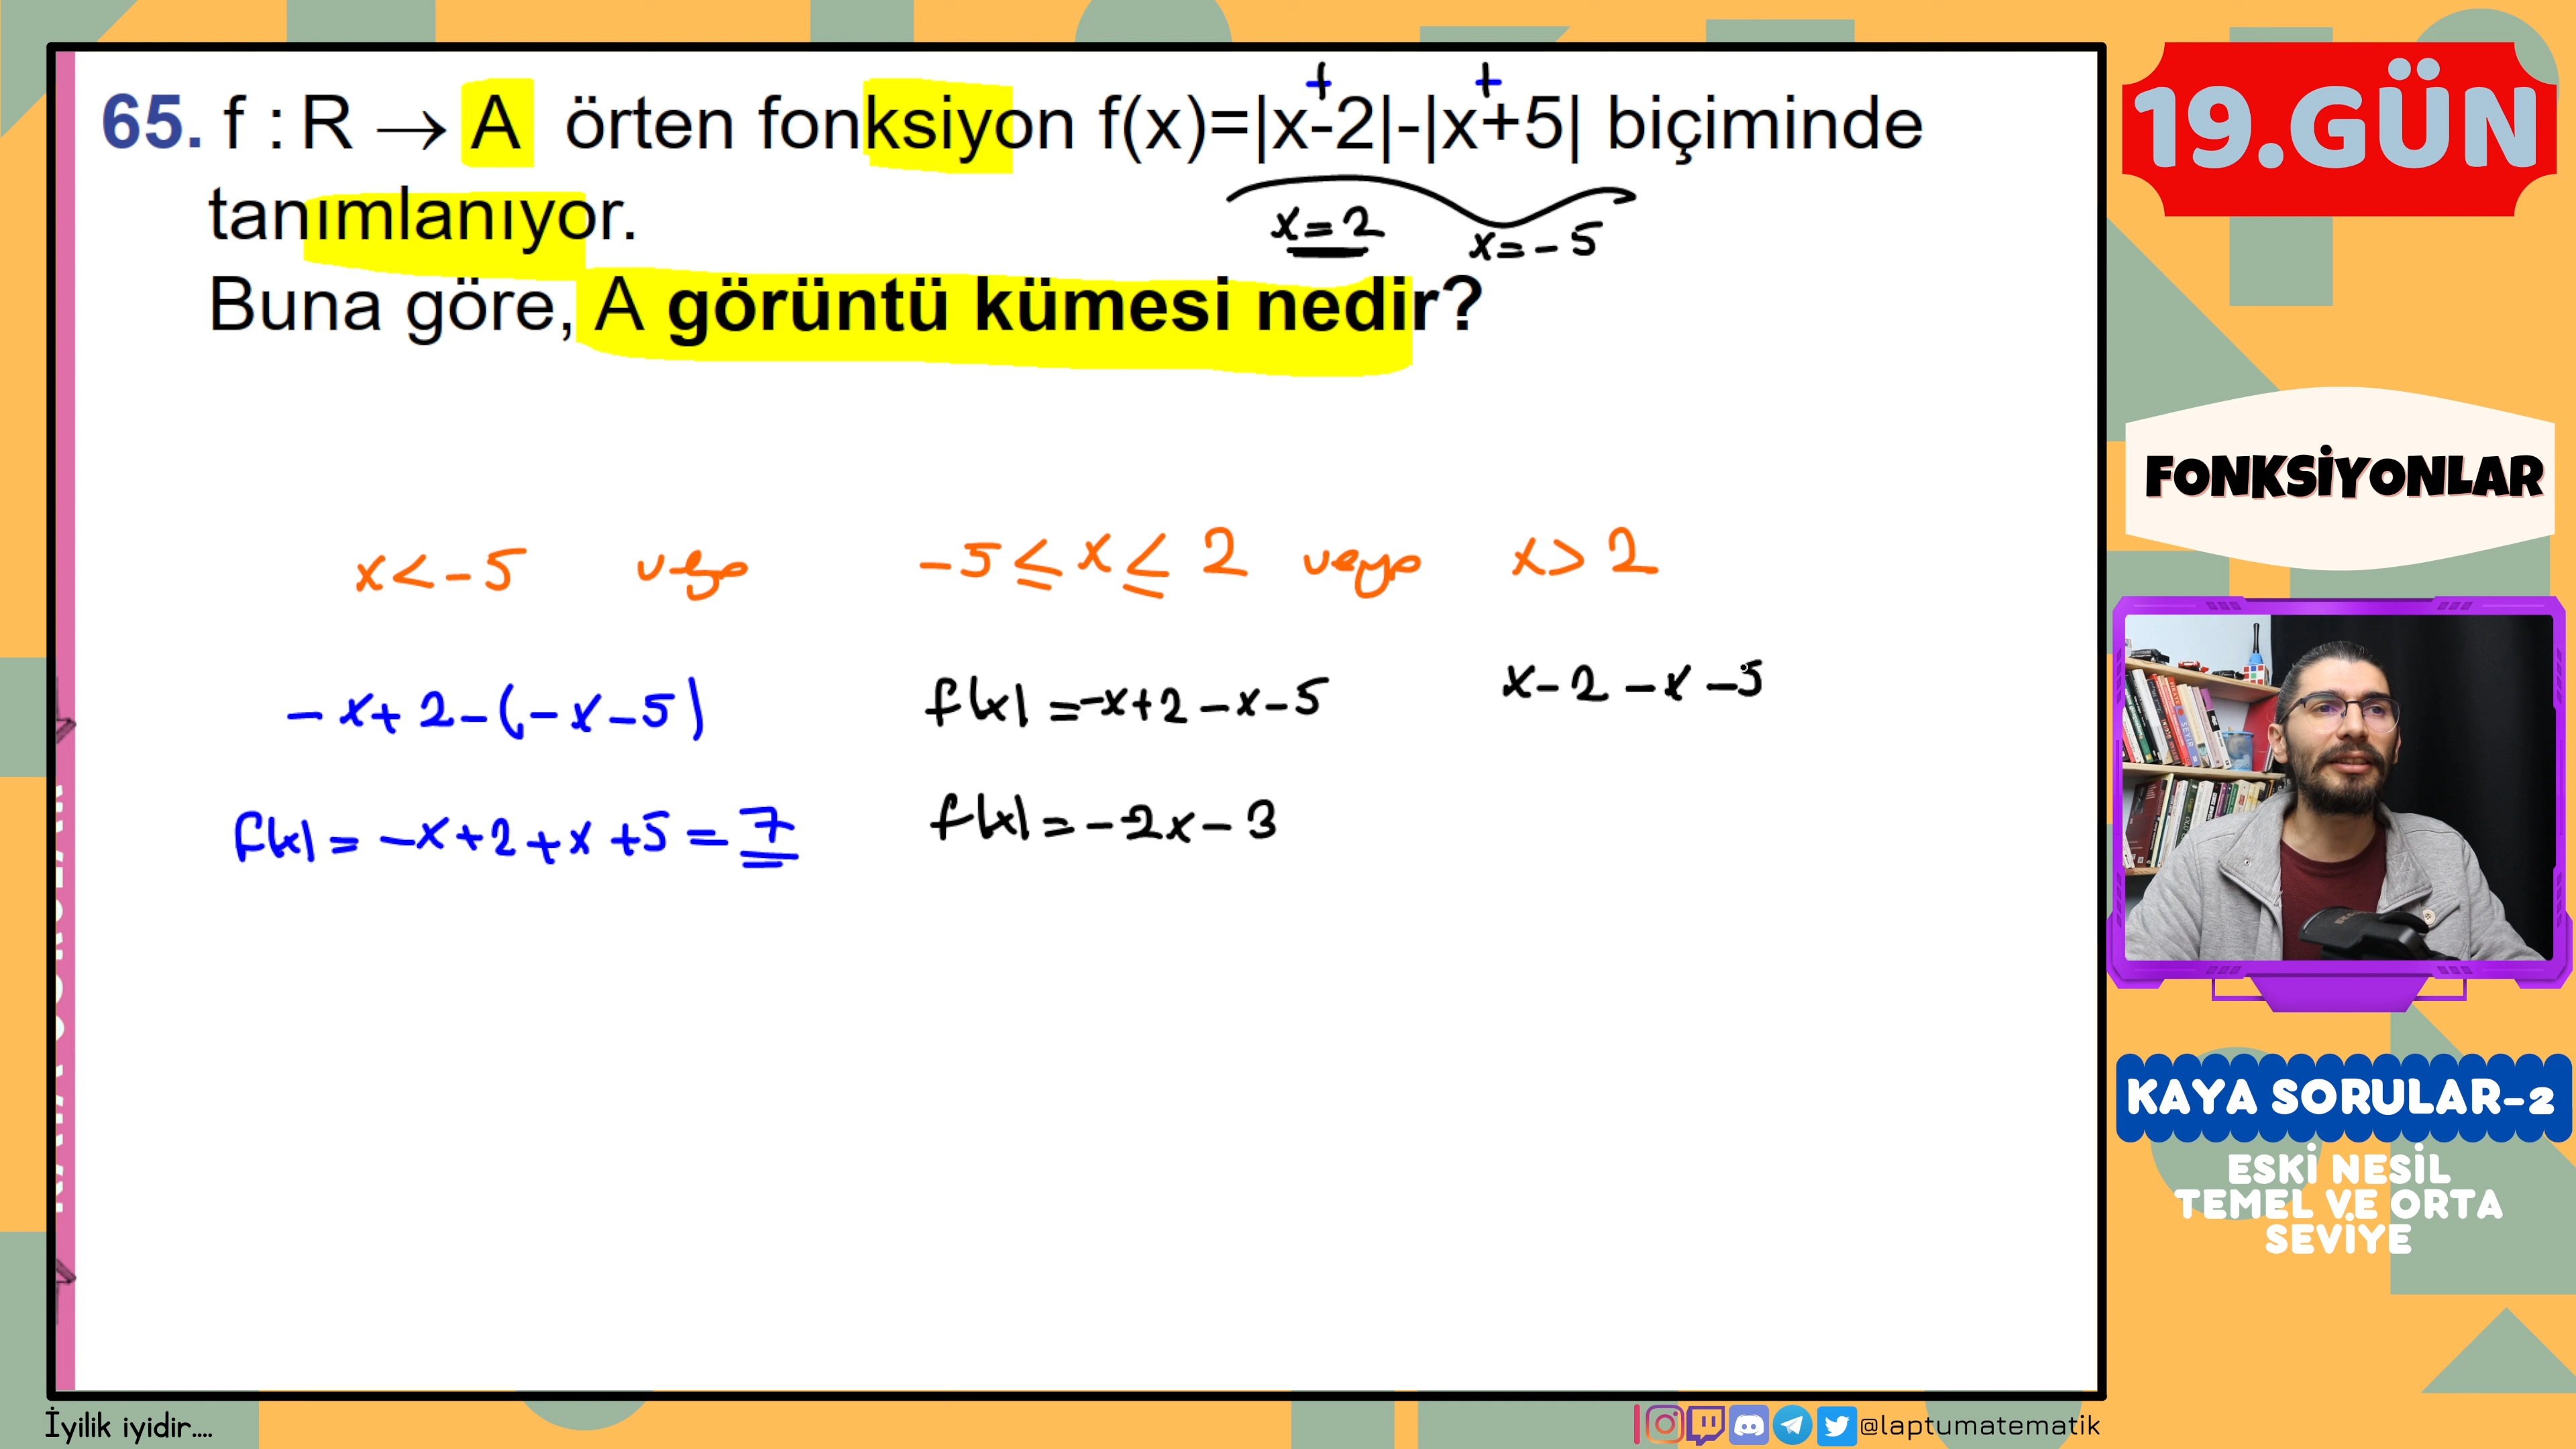 65. f : R → A örten fonksiyon f(x)=|x-2|-|x+5| biçiminde
tanımlanıyor.
x=2 x=-5
Buna göre, A görüntü kümesi nedir?
x<-5 veya -5≤x≤2 veya x>2
-x+2-(-x-5) f(x)=-x+2-x-5 x-2-x-5
f(x)=-x+2+x+5=7 f(x)=-2x-3
19.GÜN
FONKSİYONLAR
KAYA SORULAR-2
ESKİ NESİL
TEMEL VE ORTA
SEVİYE
İyilik iyidir....
@laptumatematik